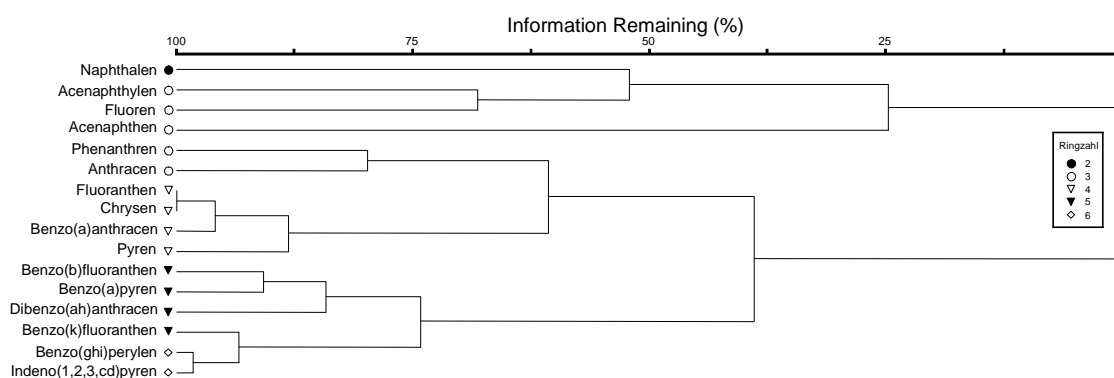 Information Remaining (%)
100 75 50 25
Naphthalen
Acenaphthylen
Fluoren
Acenaphthen
Phenanthren
Anthracen
Fluoranthen
Chrysen
Benzo(a)anthracen
Pyren
Benzo(b)fluoranthen
Benzo(a)pyren
Dibenzo(ah)anthracen
Benzo(k)fluoranthen
Benzo(ghi)perylen
Indeno(1,2,3,cd)pyren
Ringzahl
2
3
4
5
6